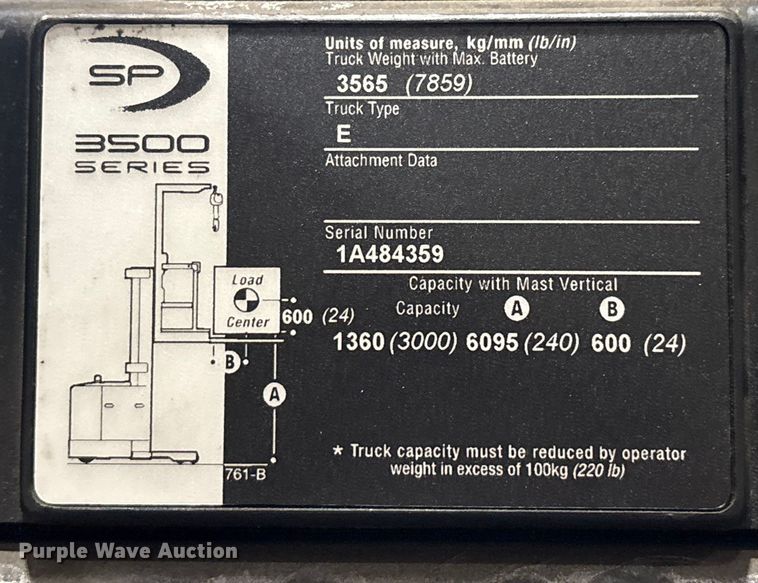 SP
3500
SERIES
Load
Center
600 (24)
B
A
761-B
Units of measure, kg/mm (lb/in)
Truck Weight with Max. Battery
3565 (7859)
Truck Type
E
Attachment Data
Serial Number
1A484359
Capacity with Mast Vertical
Capacity A B
1360 (3000) 6095 (240) 600 (24)
* Truck capacity must be reduced by operator
weight in excess of 100kg (220 lb)
Purple Wave Auction